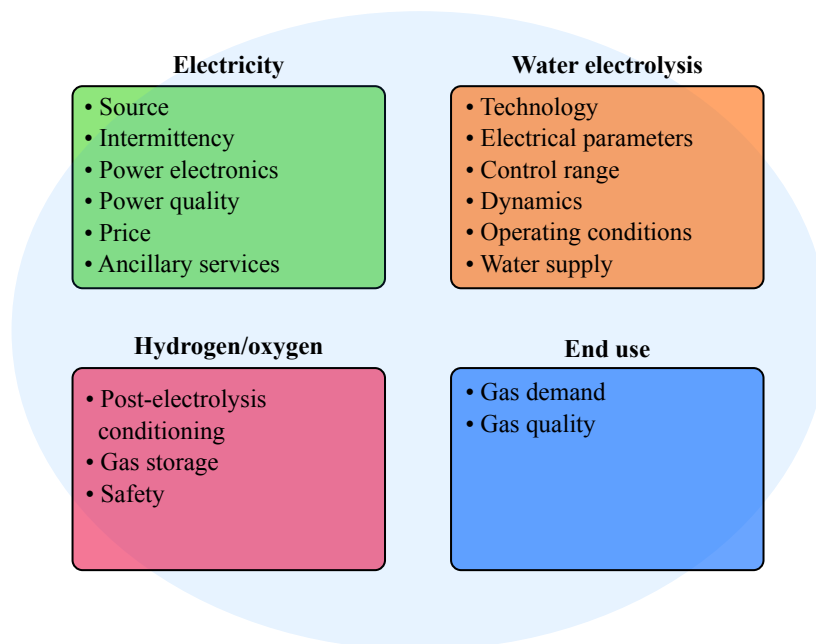 Electricity
• Source
• Intermittency
• Power electronics
• Power quality
• Price
• Ancillary services
Water electrolysis
• Technology
• Electrical parameters
• Control range
• Dynamics
• Operating conditions
• Water supply
Hydrogen/oxygen
• Post-electrolysis
conditioning
• Gas storage
• Safety
End use
• Gas demand
• Gas quality